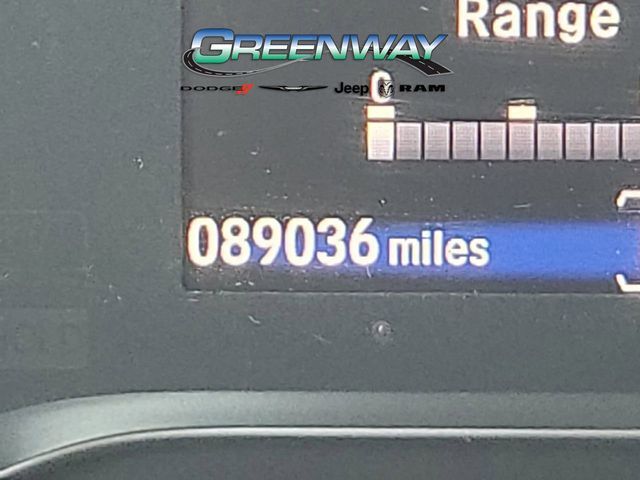 Range
GREENWAY
DODGE Jeep RAM
C
089036 miles